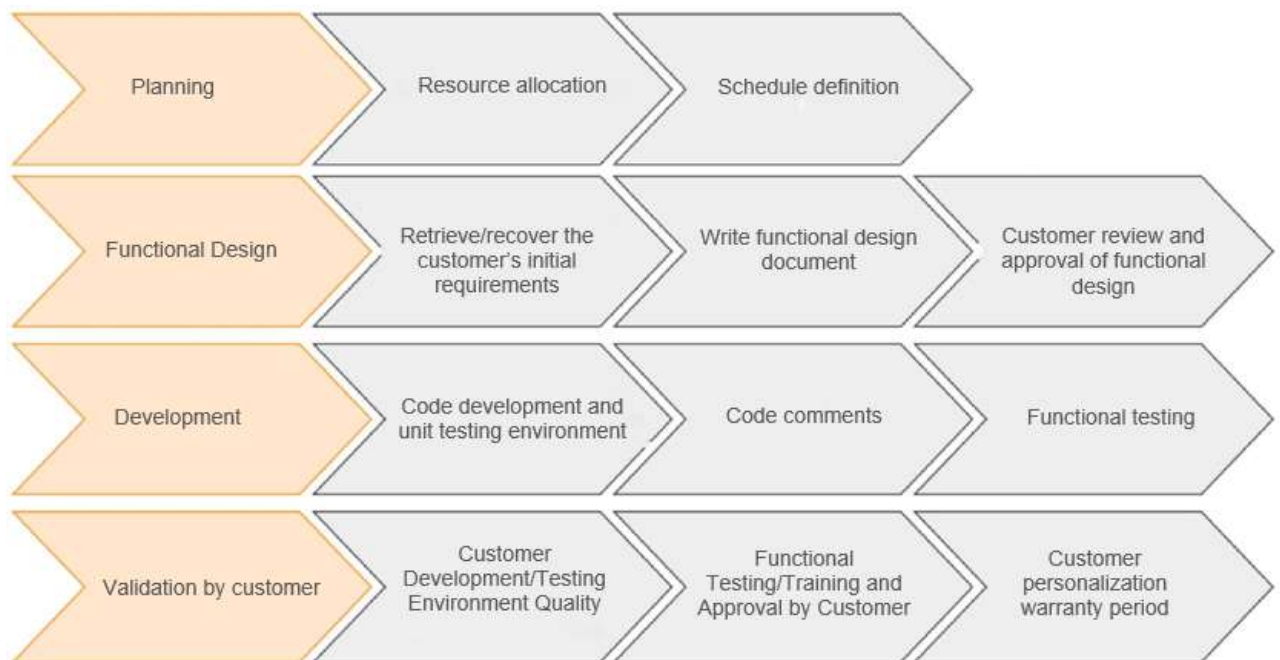 Planning
Resource allocation
Schedule definition
Functional Design
Retrieve/recover the
customer's initial
requirements
Write functional design
document
Customer review and
approval of functional
design
Development
Code development and
unit testing environment
Code comments
Functional testing
Validation by customer
Customer
Development/Testing
Environment Quality
Functional
Testing/Training and
Approval by Customer
Customer
personalization
warranty period